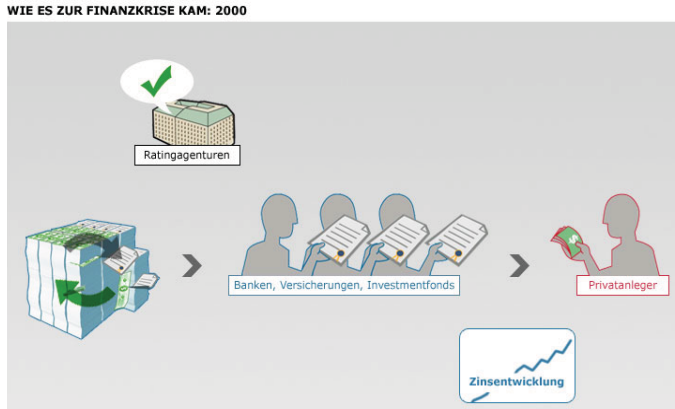 WIE ES ZUR FINANZKRISE KAM: 2000
Ratingagenturen
Banken, Versicherungen, Investmentfonds
Privatanleger
Zinsentwicklung